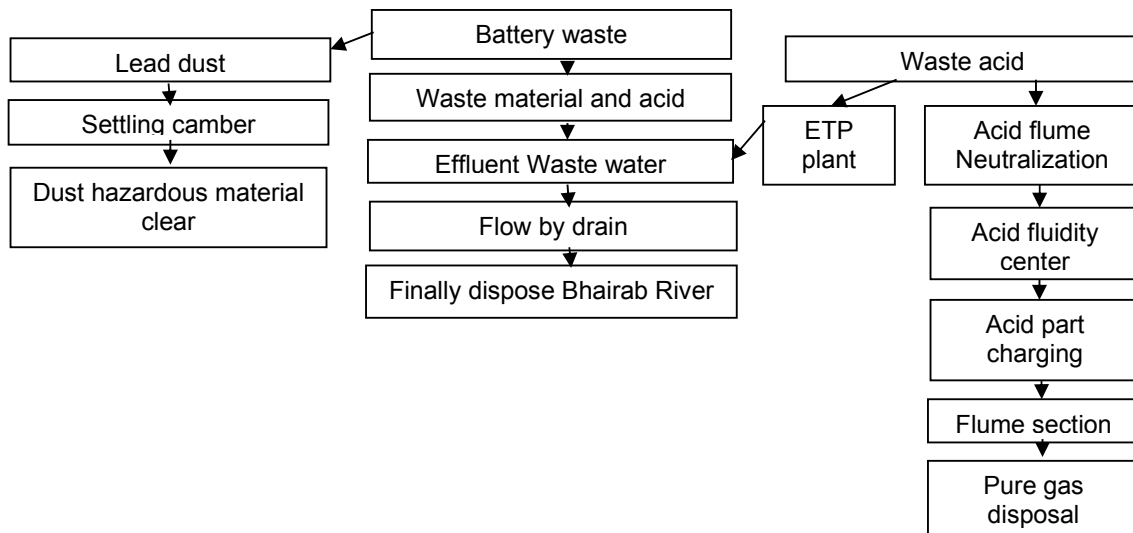 Battery waste
Lead dust
Waste acid
Waste material and acid
Settling camber
ETP
plant
Acid flume
Neutralization
Effluent Waste water
Dust hazardous material
clear
Flow by drain
Acid fluidity
center
Finally dispose Bhairab River
Acid part
charging
Flume section
Pure gas
disposal